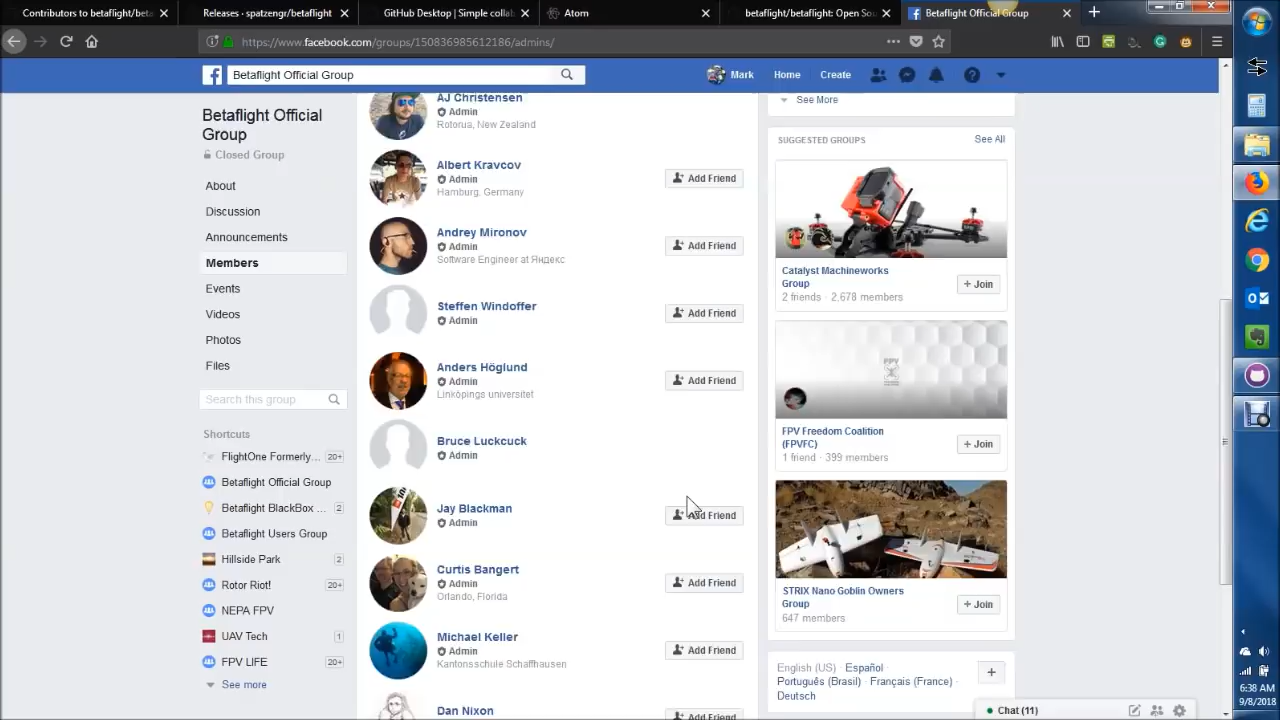 Contributors to betaflight/beta
Releases · spatzengr/betaflight
GitHub Desktop | Simple collab
Atom
betaflight/betaflight: Open Sou
Betaflight Official Group
https://www.facebook.com/groups/150836985612186/admins/
Betaflight Official Group
Mark
Home
Create
Betaflight Official
Group
Closed Group
About
Discussion
Announcements
Members
Events
Videos
Photos
Files
Search this group
Shortcuts
FlightOne Formerly... 20+
Betaflight Official Group
Betaflight BlackBox ... 2
Betaflight Users Group
Hillside Park 2
Rotor Riot! 20+
NEPA FPV
UAV Tech 1
FPV LIFE 20+
See more
AJ Christensen
Admin
Rotorua, New Zealand
Albert Kravcov
Admin
Hamburg, Germany
Add Friend
Andrey Mironov
Admin
Software Engineer at Яндекс
Add Friend
Steffen Windoffer
Admin
Add Friend
Anders Höglund
Admin
Linköpings universitet
Add Friend
Bruce Luckcuck
Admin
Jay Blackman
Admin
Add Friend
Curtis Bangert
Admin
Orlando, Florida
Add Friend
Michael Keller
Admin
Kantonsschule Schaffhausen
Add Friend
Dan Nixon
Add Friend
See More
SUGGESTED GROUPS
See All
Catalyst Machineworks
Group
2 friends · 2,678 members
+ Join
FPV
FPV Freedom Coalition
(FPVFC)
1 friend · 399 members
+ Join
STRIX Nano Goblin Owners
Group
647 members
+ Join
English (US) · Español ·
Português (Brasil) · Français (France) ·
Deutsch
Chat (11)
6:38 AM
9/8/2018